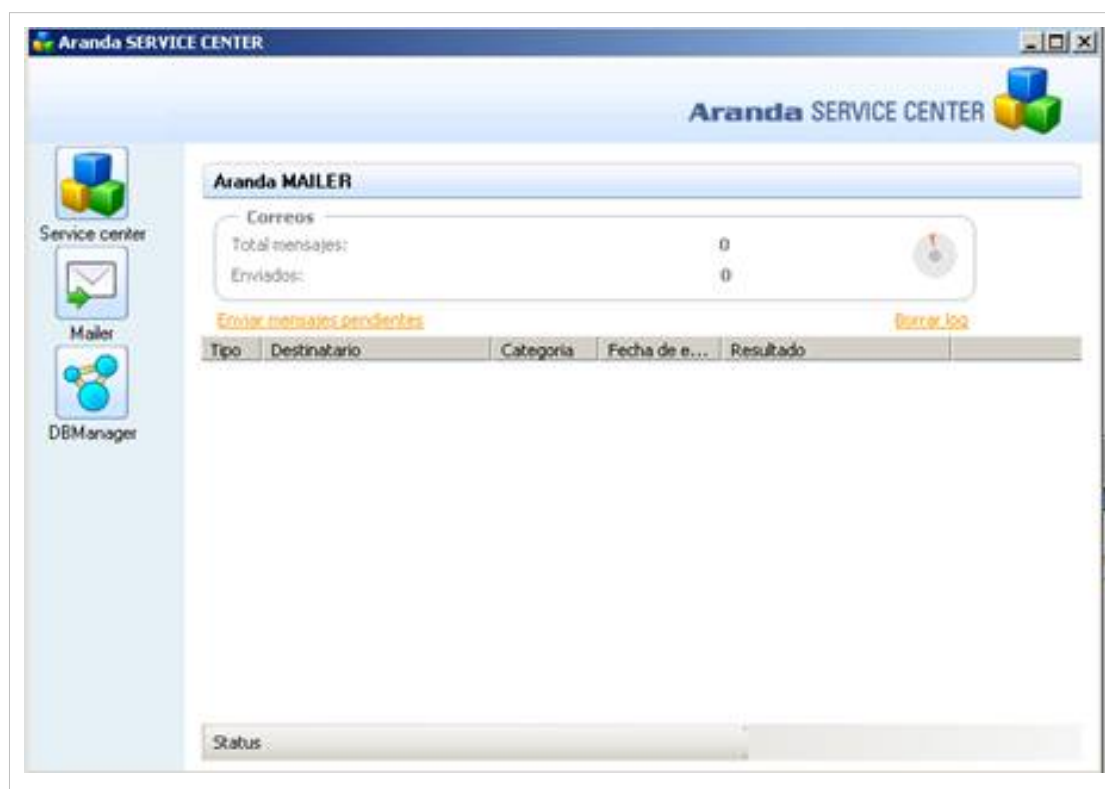 Aranda SERVICE CENTER
Aranda SERVICE CENTER
Service center
Mailer
DBManager
Aranda MAILER
Correos
Total mensajes: 0
Enviados: 0
Enviar mensajes pendientes Borrar log
Tipo Destinatario Categoria Fecha de e... Resultado
Status